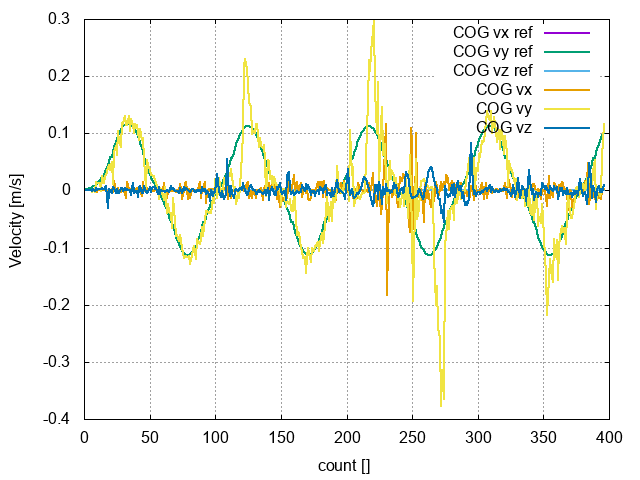 0.3
0.2
0.1
0
-0.1
-0.2
-0.3
-0.4
Velocity [m/s]
COG vx ref
COG vy ref
COG vz ref
COG vx
COG vy
COG vz
0 50 100 150 200 250 300 350 400
count []